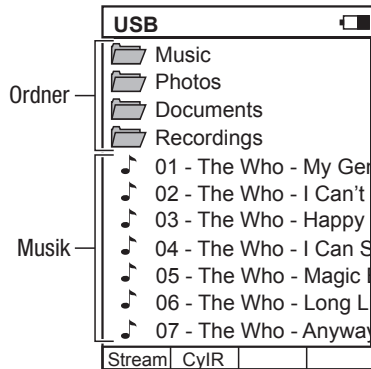 USB
Music
Photos
Ordner
Documents
Recordings
01 - The Who - My Ger
02 - The Who - I Can't
03 - The Who - Happy
Musik
04 - The Who - I Can S
05 - The Who - Magic
06 - The Who - Long L
07 - The Who - Anyway
Stream CyIR